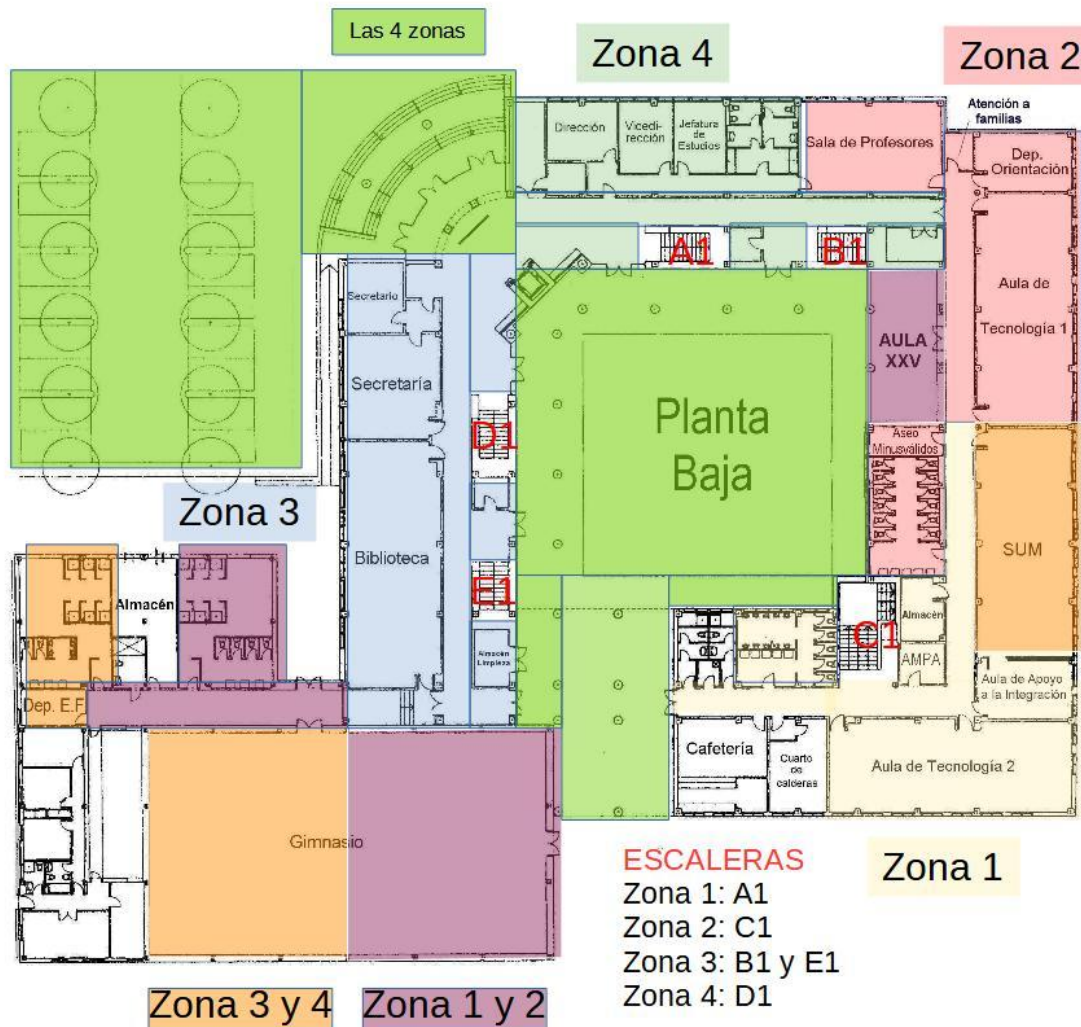 Las 4 zonas
Zona 4
Zona 2
Atención a
familias
Dirección
Vicedi-
rección
Jefatura
de
Estudios
Sala de Profesores
Dep.
Orientación
A1
B1
Aula
de
Tecnología 1
Secretario
AULA
XXV
Secretaría
Planta
Baja
D1
Aseo
Minusválidos
Zona 3
Biblioteca
SUM
E1
Almacén
Almacén
C1
Almacén
Limpieza
AMPA
Aula de Apoyo
a la Integración
Dep. E.F.
Cafetería
Cuarto
de
calderas
Aula de Tecnología 2
Gimnasio
ESCALERAS
Zona 1: A1
Zona 2: C1
Zona 3: B1 y E1
Zona 4: D1
Zona 1
Zona 3 y 4
Zona 1 y 2